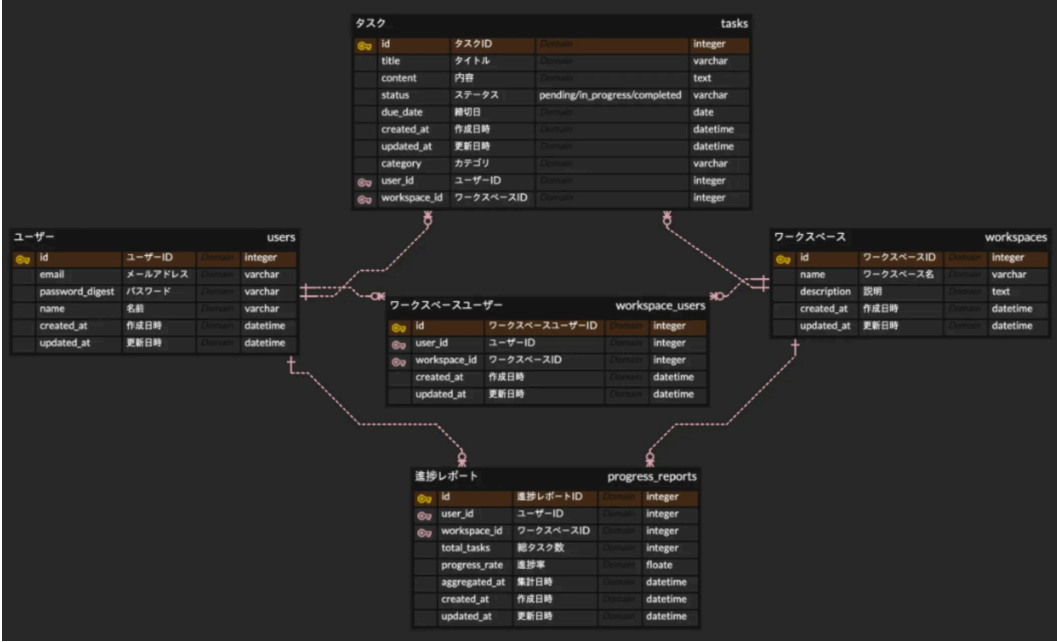 タスク tasks
id タスクID Domain integer
title タイトル varchar
content 内容 Domain text
status ステータス pending/in_progress/completed varchar
due_date 締切日 Domain date
created_at 作成日時 Domain datetime
updated_at 更新日時 Domain datetime
category カテゴリ Domain varchar
user_id ユーザーID Domain integer
workspace_id ワークスペースID Domain integer
ユーザー users
id ユーザーID Domain integer
email メールアドレス Domain varchar
password_digest パスワード Domain varchar
name 名前 Domain varchar
created_at 作成日時 Domain datetime
updated_at 更新日時 Domain datetime
ワークスペース workspaces
id ワークスペースID Domain integer
name ワークスペース名 Domain varchar
description 説明 Domain text
created_at 作成日時 Domain datetime
updated_at 更新日時 Domain datetime
ワークスペースユーザー workspace_users
id ワークスペースユーザーID Domain integer
user_id ユーザーID Domain integer
workspace_id ワークスペースID Domain integer
created_at 作成日時 Domain datetime
updated_at 更新日時 Domain datetime
進捗レポート progress_reports
id 進捗レポートID Domain integer
user_id ユーザーID Domain integer
workspace_id ワークスペースID Domain integer
total_tasks 総タスク数 Domain integer
progress_rate 進捗率 Domain floate
aggregated_at 集計日時 Domain datetime
created_at 作成日時 Domain datetime
updated_at 更新日時 Domain datetime